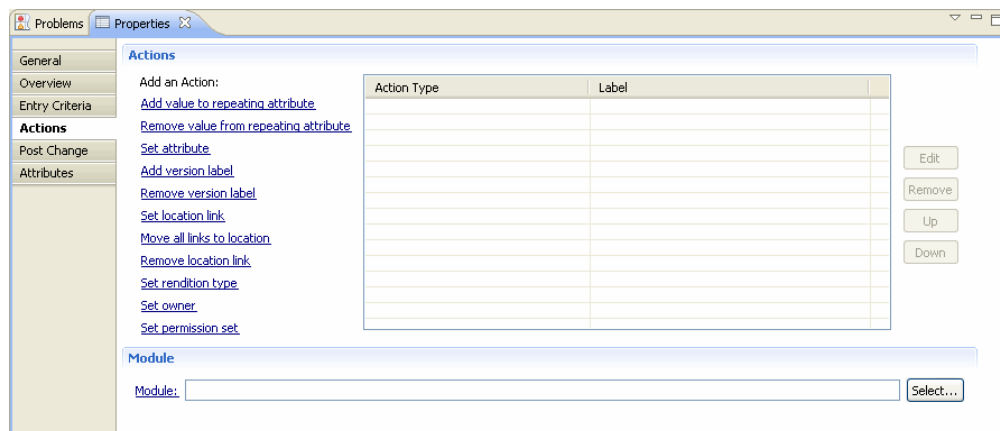 Problems Properties
General
Overview
Entry Criteria
Actions
Post Change
Attributes
Actions
Add an Action:
Add value to repeating attribute
Remove value from repeating attribute
Set attribute
Add version label
Remove version label
Set location link
Move all links to location
Remove location link
Set rendition type
Set owner
Set permission set
Action Type Label
Edit
Remove
Up
Down
Module
Module: Select...